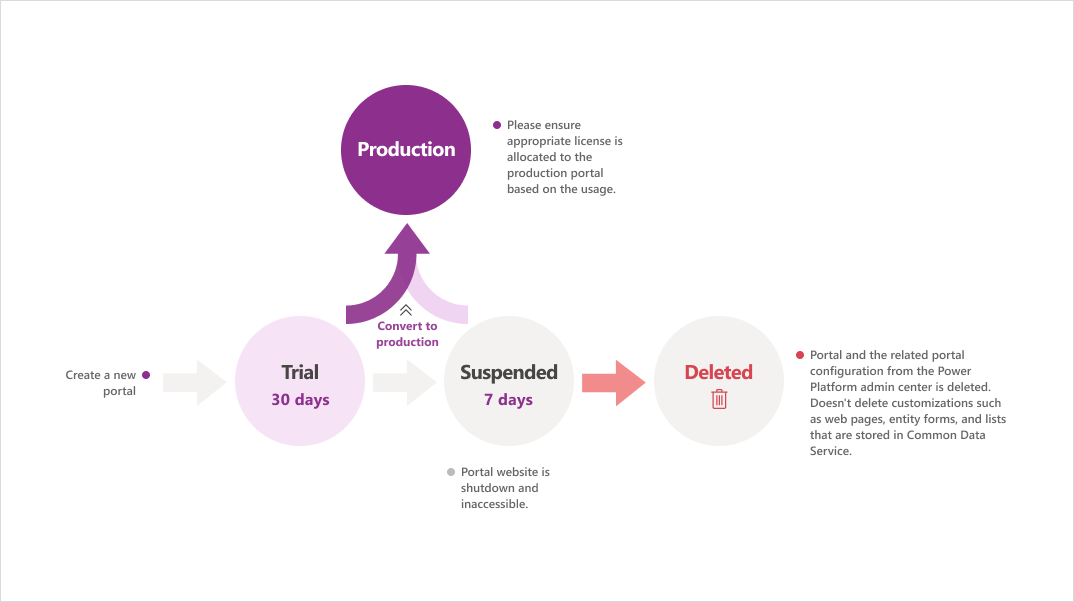 Production
Please ensure
appropriate license is
allocated to the
production portal
based on the usage.
Convert to
production
Create a new
portal
Trial
30 days
Suspended
7 days
Deleted
Portal and the related portal
configuration from the Power
Platform admin center is deleted.
Doesn't delete customizations such
as web pages, entity forms, and lists
that are stored in Common Data
Service.
Portal website is
shutdown and
inaccessible.